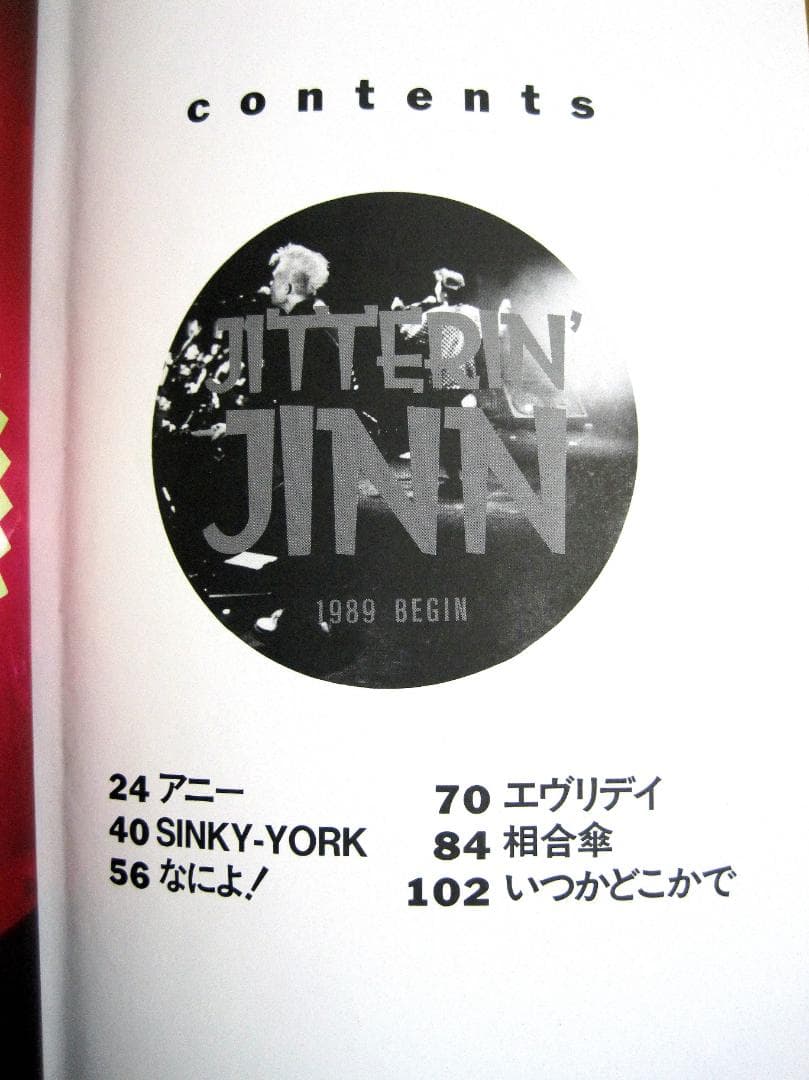 contents
JITTERIN'
JINN
1989 BEGIN
24 アニー
40 SINKY-YORK
56 なによ!
70 エヴリデイ
84 相合傘
102 いつかどこかで